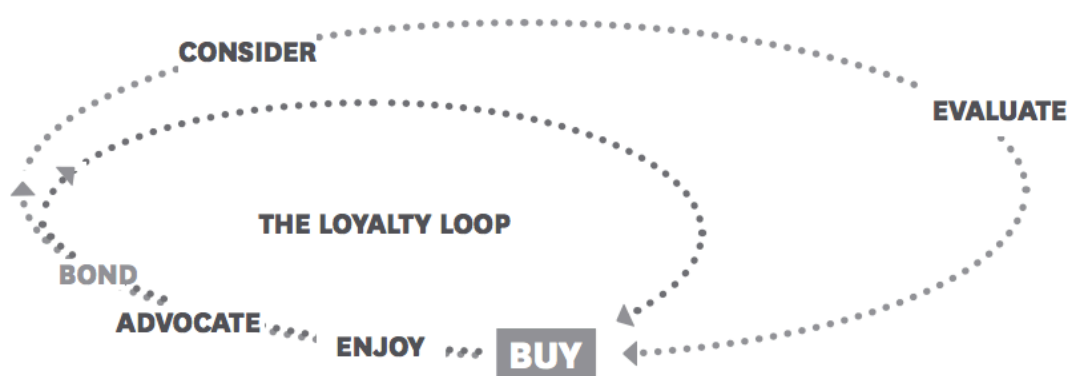 CONSIDER
EVALUATE
THE LOYALTY LOOP
BOND
ADVOCATE
ENJOY
BUY